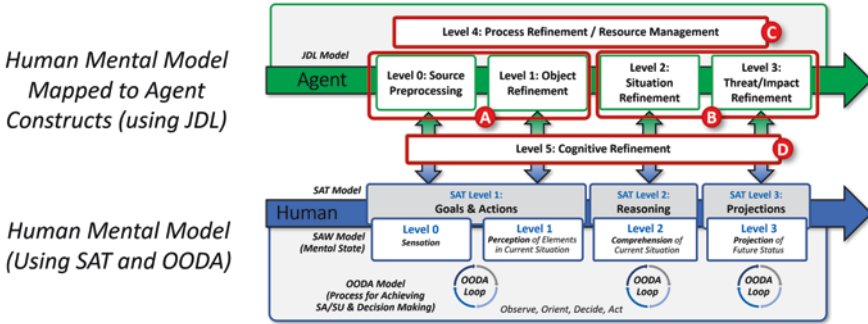 Human Mental Model
Mapped to Agent
Constructs (using JDL)
JDL Model
Agent
Level 4: Process Refinement / Resource Management
C
Level 0: Source
Preprocessing
Level 1: Object
Refinement
A
Level 2:
Situation
Refinement
Level 3:
Threat/Impact
Refinement
B
Level 5: Cognitive Refinement
D
Human Mental Model
(Using SAT and OODA)
SAT Model
Human
SAT Level 1:
Goals & Actions
SAT Level 2:
Reasoning
SAT Level 3:
Projections
SAW Model
(Mental State)
Level 0
Sensation
Level 1
Perception of Elements
in Current Situation
Level 2
Comprehension of
Current Situation
Level 3
Projection of
Future Status
OODA Model
(Process for Achieving
SA/SU & Decision Making)
OODA
Loop
OODA
Loop
OODA
Loop
Observe, Orient, Decide, Act